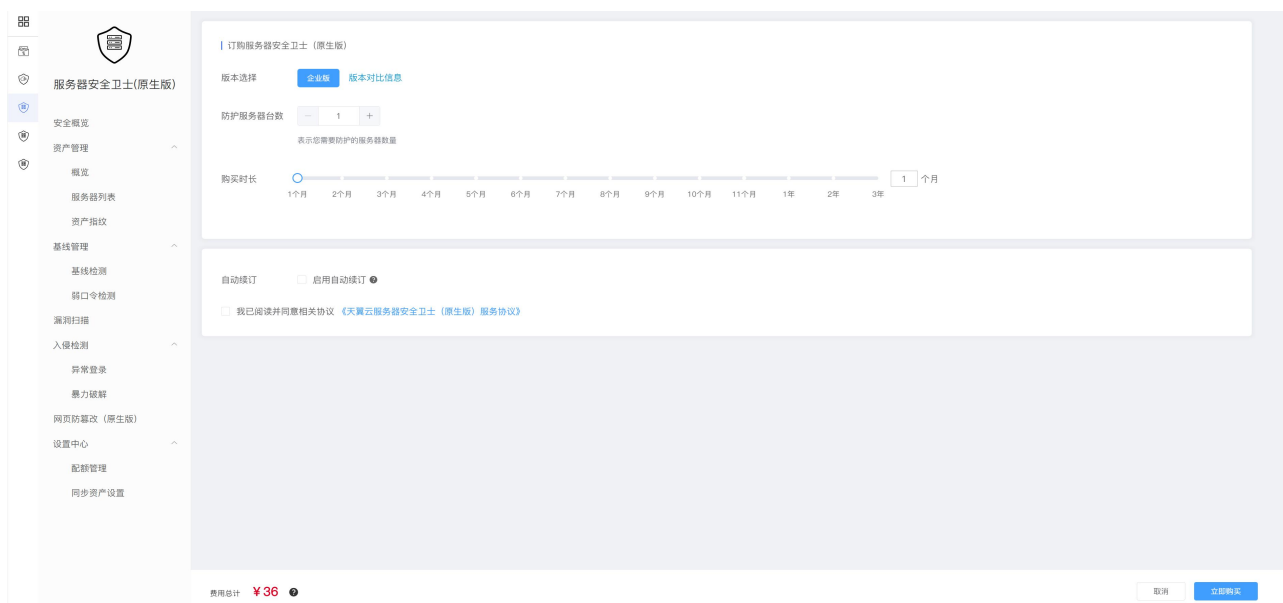 服务器安全卫士(原生版)
安全概览
资产管理
概览
服务器列表
资产指纹
基线管理
基线检测
弱口令检测
漏洞扫描
入侵检测
异常登录
暴力破解
网页防篡改（原生版）
设置中心
配额管理
同步资产设置
订购服务器安全卫士（原生版）
版本选择 企业版 版本对比信息
防护服务器台数 － 1 ＋
表示您需要防护的服务器数量
购买时长 1 个月
1个月 2个月 3个月 4个月 5个月 6个月 7个月 8个月 9个月 10个月 11个月 1年 2年 3年
自动续订 启用自动续订 ?
我已阅读并同意相关协议 《天翼云服务器安全卫士（原生版）服务协议》
费用总计 ¥36 ? 取消 立即购买